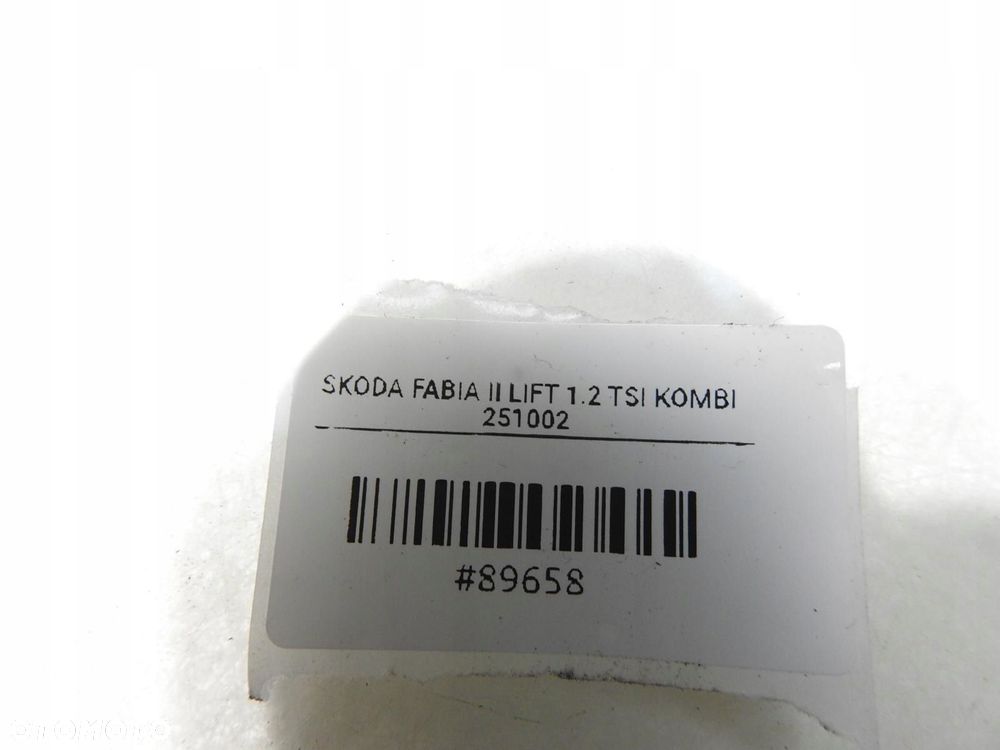 SKODA FABIA II LIFT 1.2 TSI KOMBI
251002
#89658